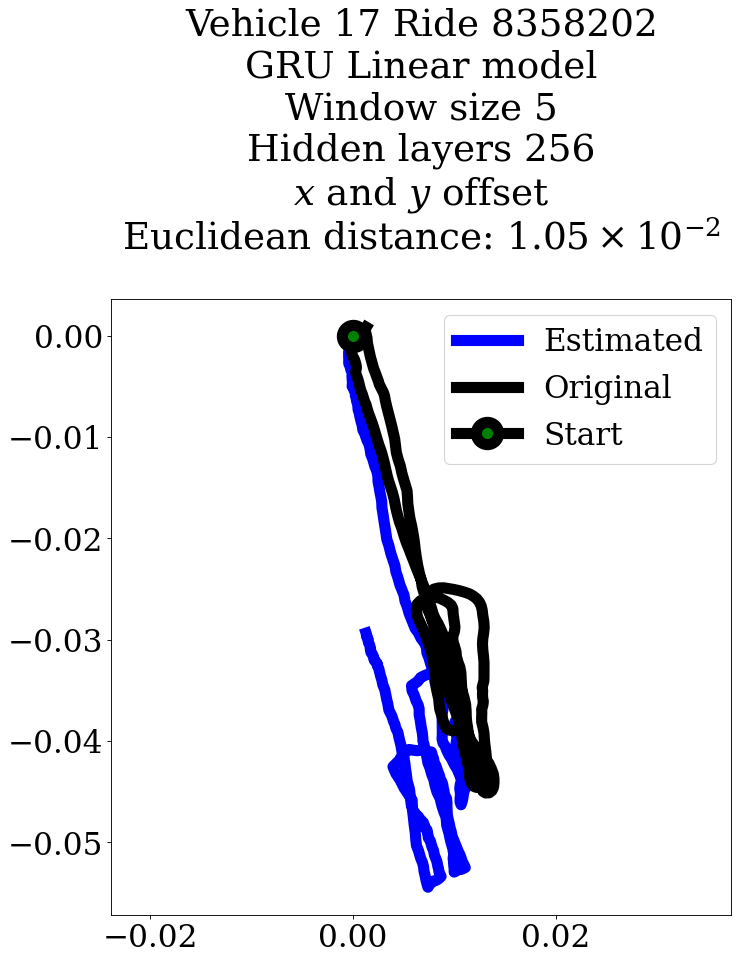 Vehicle 17 Ride 8358202
GRU Linear model
Window size 5
Hidden layers 256
x and y offset
Euclidean distance: 1.05 × 10⁻²
Estimated
Original
Start
0.00
−0.01
−0.02
−0.03
−0.04
−0.05
−0.02 0.00 0.02